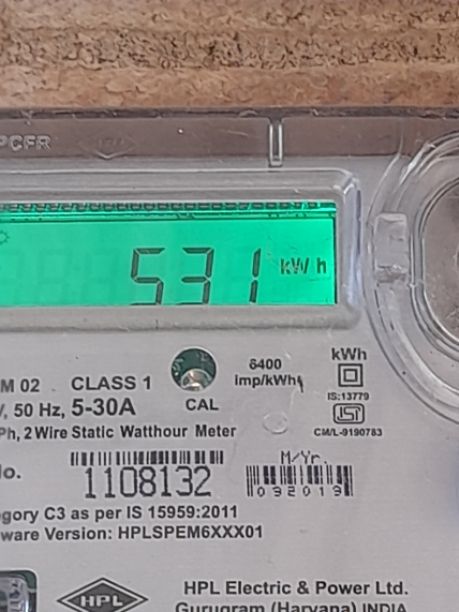 PCFR
531 kWh
6400
imp/kWh
kWh
M 02 CLASS 1
V, 50 Hz, 5-30A
CAL
IS:13779
ISI
CM/L-9190783
Ph, 2 Wire Static Watthour Meter
No.
1108132
M/Yr.
092019
gory C3 as per IS 15959:2011
ware Version: HPLSPEM6XXX01
HPL
HPL Electric & Power Ltd.
Gurugram (Haryana) INDIA